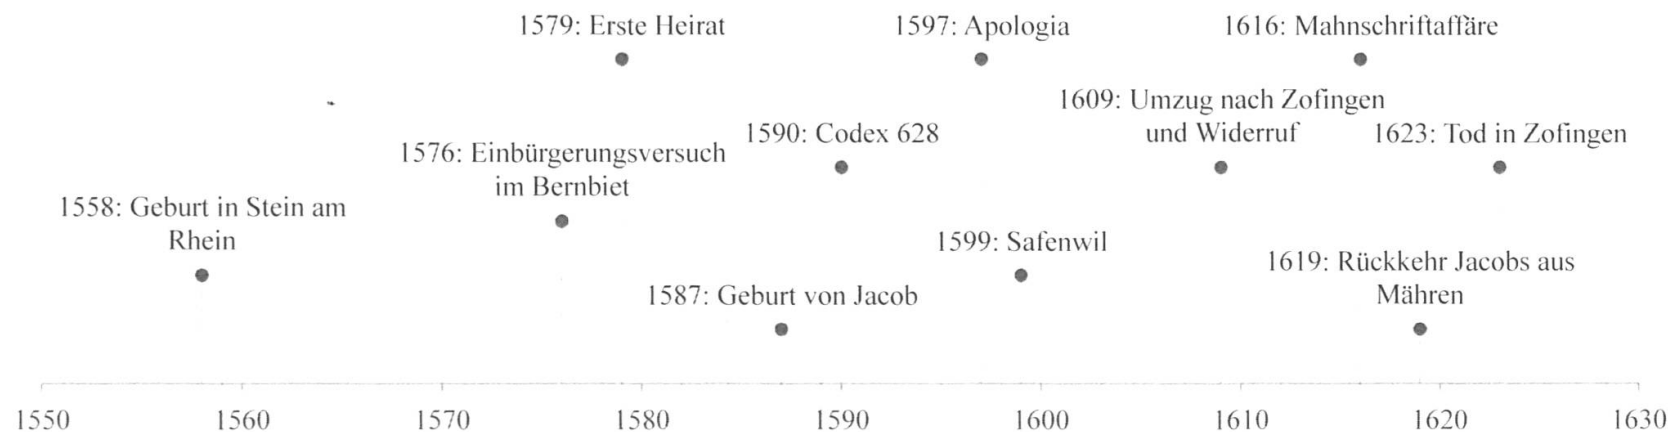 1579: Erste Heirat
1597: Apologia
1616: Mahnschriftaffäre
1609: Umzug nach Zofingen
und Widerruf
1590: Codex 628
1623: Tod in Zofingen
1576: Einbürgerungsversuch
im Bernbiet
1558: Geburt in Stein am
Rhein
1599: Safenwil
1619: Rückkehr Jacobs aus
Mähren
1587: Geburt von Jacob
1550 1560 1570 1580 1590 1600 1610 1620 1630